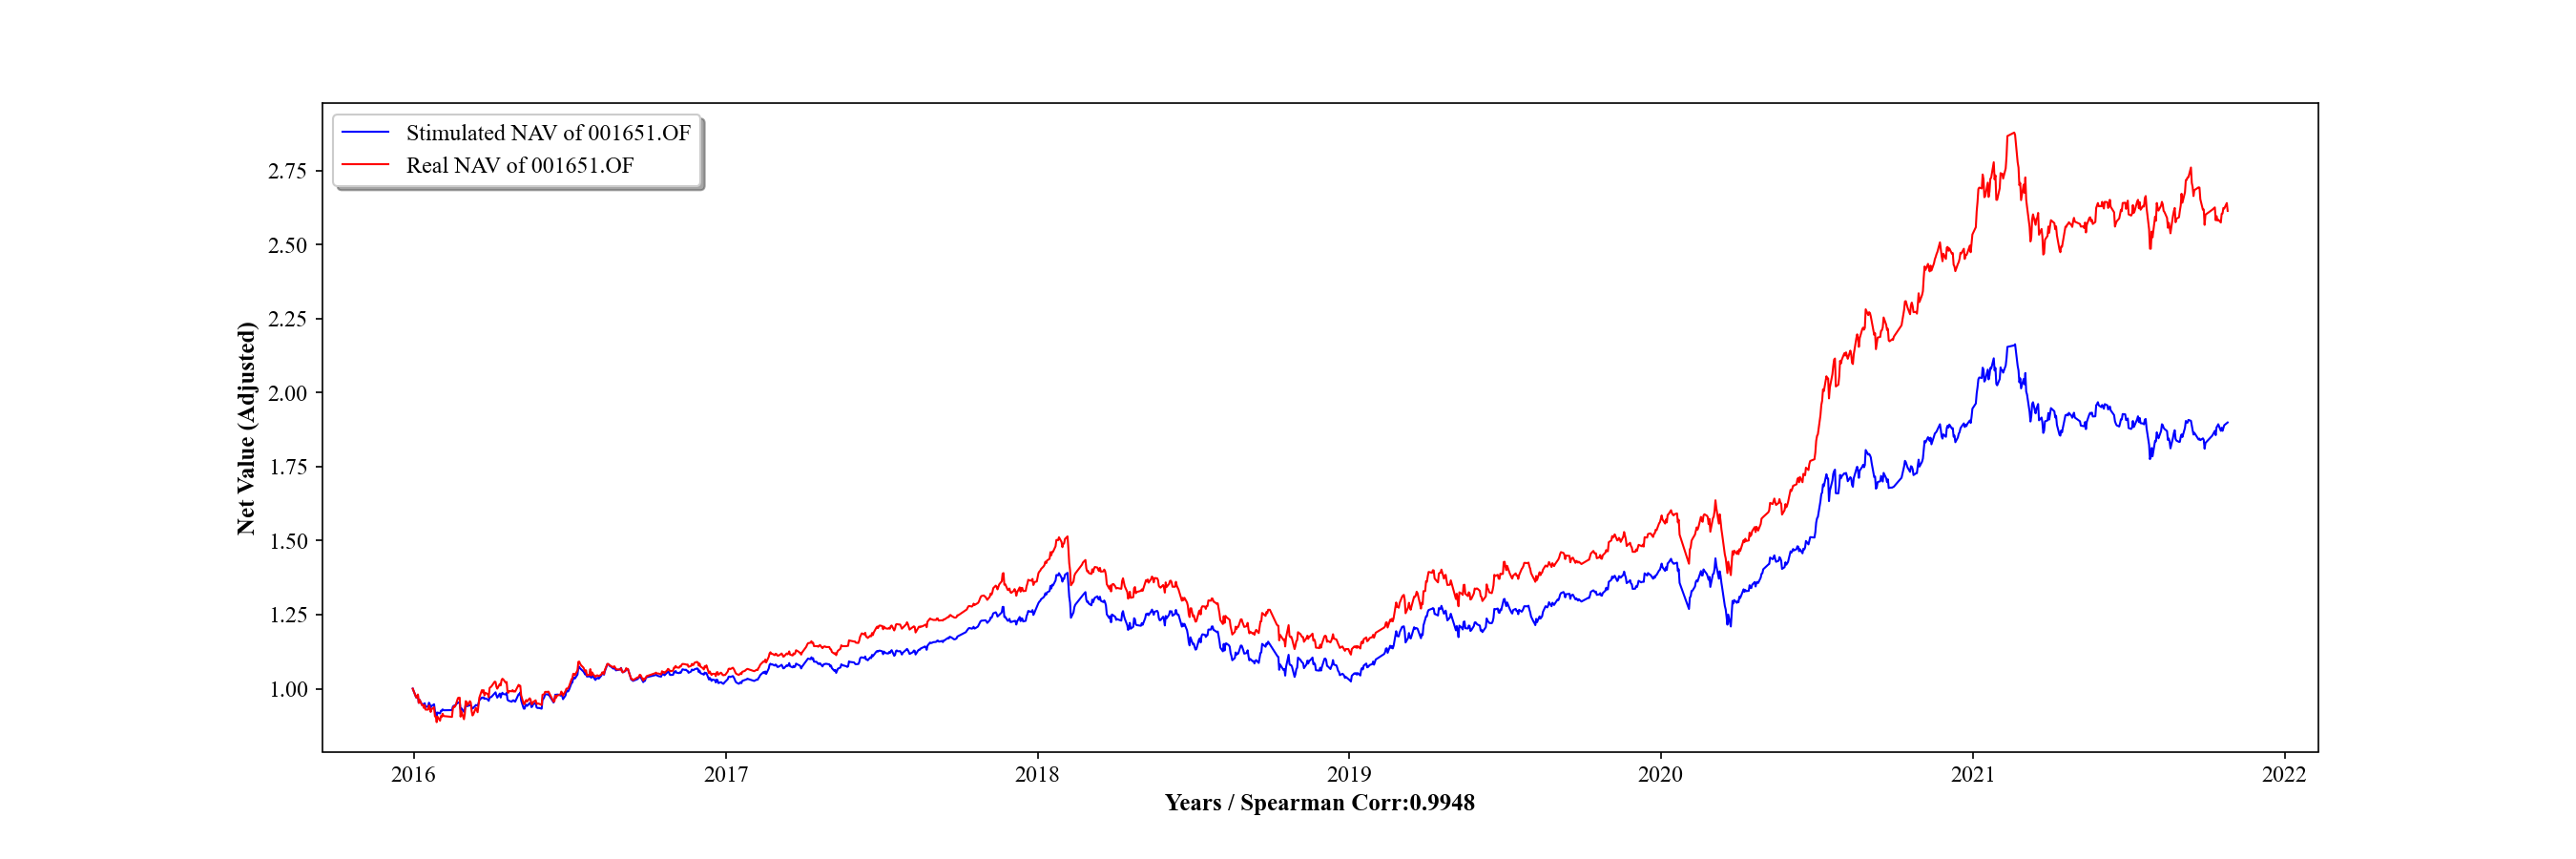 Stimulated NAV of 001651.OF
Real NAV of 001651.OF
2.75
2.50
2.25
2.00
1.75
1.50
1.25
1.00
Net Value (Adjusted)
2016 2017 2018 2019 2020 2021 2022
Years / Spearman Corr:0.9948